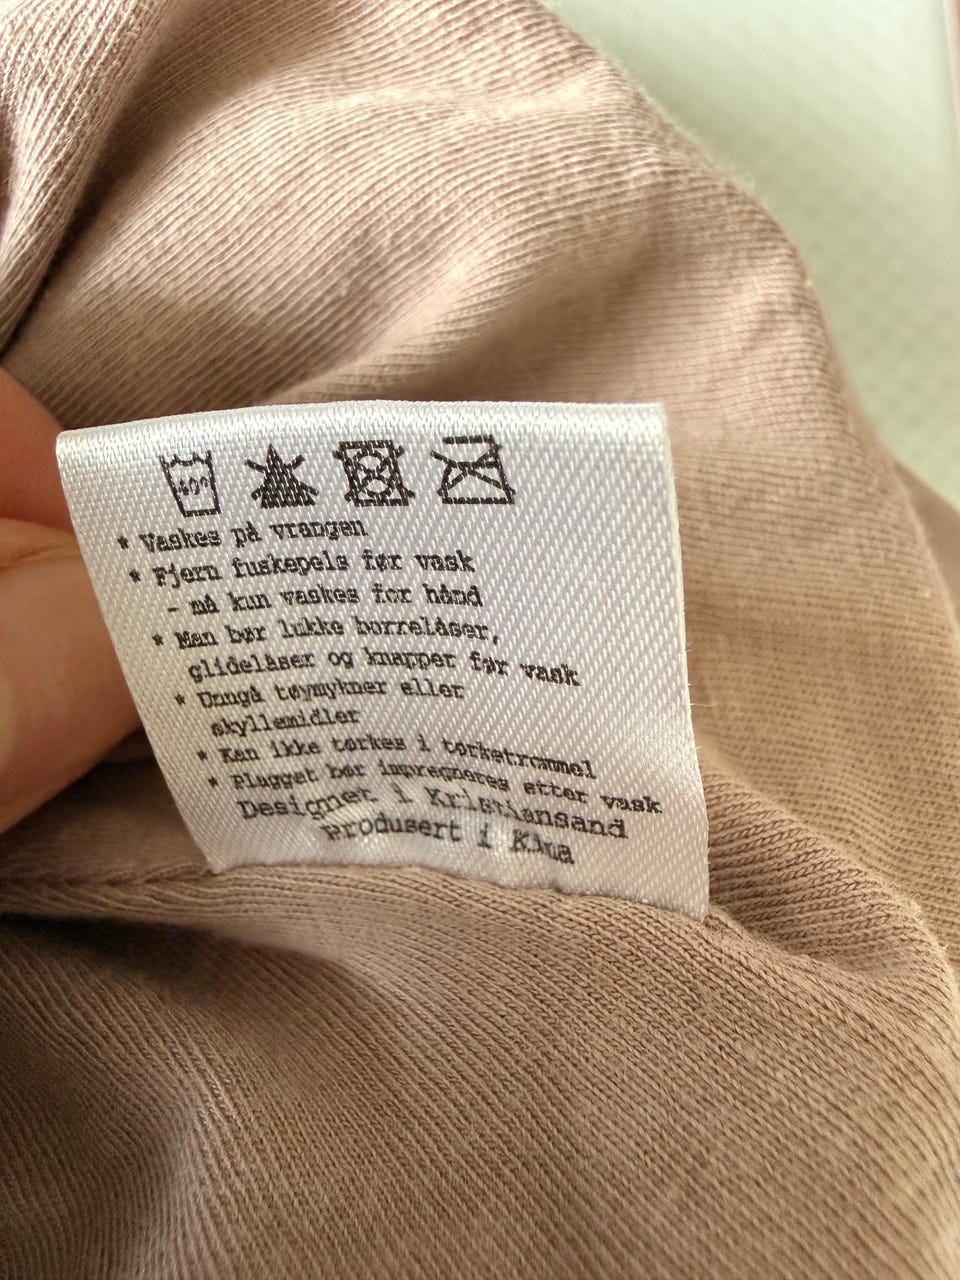 40°
* Vaskes på vrangen
* Fjern fuskepels før vask
- må kun vaskes for hånd
* Man bør lukke borrelåser,
glidelåser og knapper før vask
* Unngå tøymykner eller
skyllemidler
* Kan ikke tørkes i tørketrommel
* Plagget bør impregneres etter vask
Designet i Kristiansand
Produsert i Kina